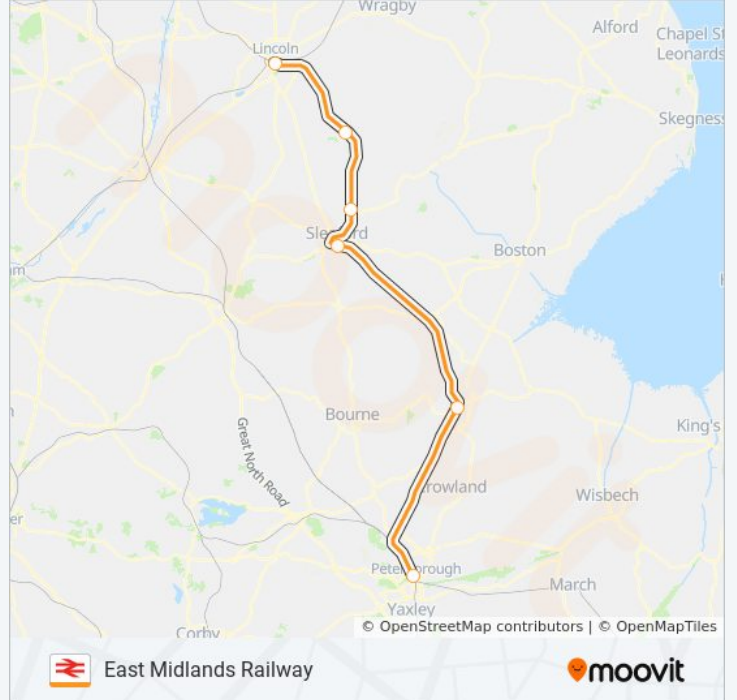 Wragby
Alford
Chapel St
Leonards
Lincoln
Skegness
Boston
Bourne
King's
Great North Road
Crowland
Wisbech
Peterborough
March
Yaxley
Corby
© OpenStreetMap contributors | © OpenMapTiles
East Midlands Railway
moovit